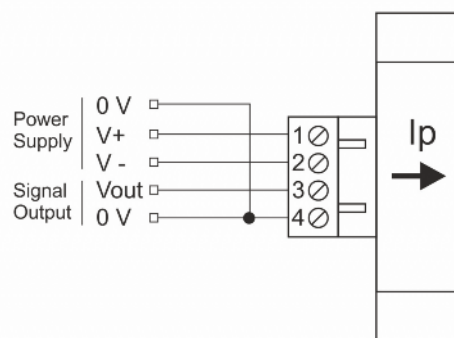 Power
Supply
0 V
V+
V -
Signal
Output
Vout
0 V
1
2
3
4
Ip